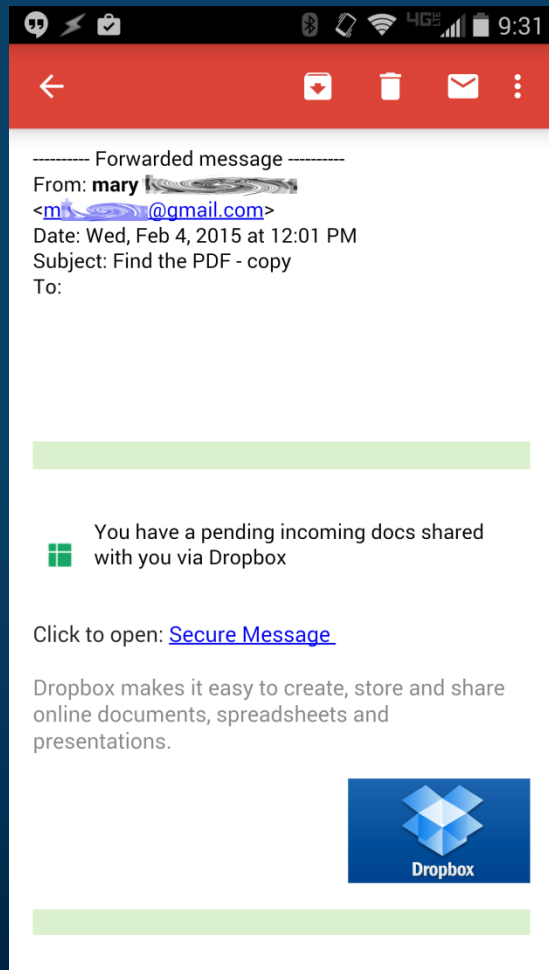 4G LTE 9:31
---------- Forwarded message ----------
From: mary
<m @gmail.com>
Date: Wed, Feb 4, 2015 at 12:01 PM
Subject: Find the PDF - copy
To:
You have a pending incoming docs shared
with you via Dropbox
Click to open: Secure Message
Dropbox makes it easy to create, store and share
online documents, spreadsheets and
presentations.
Dropbox